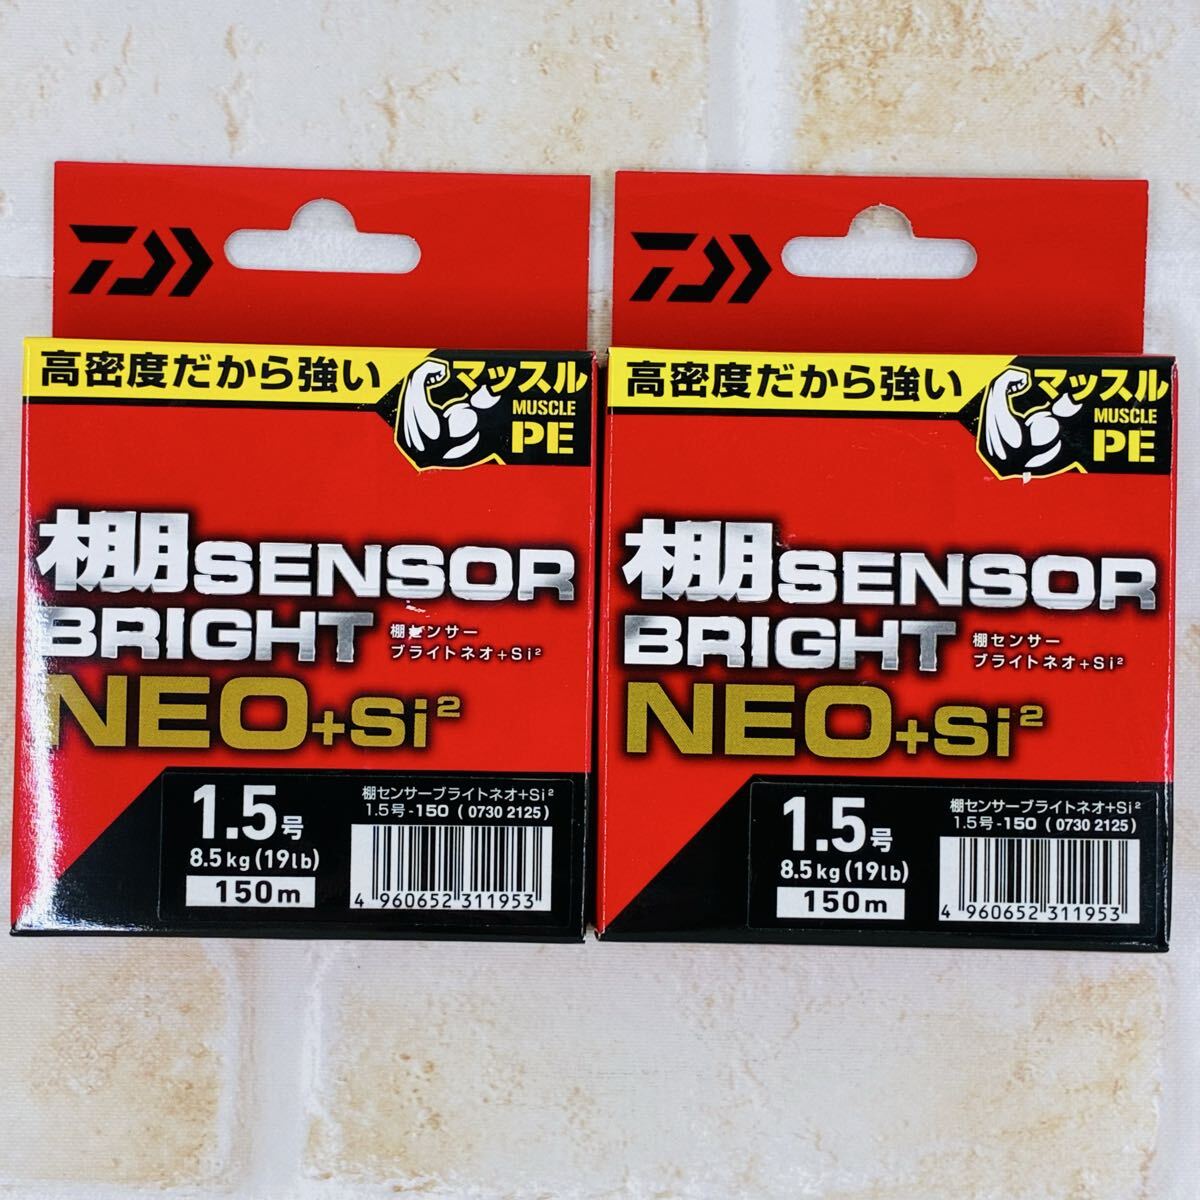 高密度だから強い
マッスル
MUSCLE
PE
棚SENSOR
BRIGHT
棚センサー
ブライトネオ+Si²
NEO+Si²
1.5号
8.5kg(19lb)
150m
棚センサーブライトネオ+Si²
1.5号-150 (0730 2125)
4 960652 311953
高密度だから強い
マッスル
MUSCLE
PE
棚SENSOR
BRIGHT
棚センサー
ブライトネオ+Si²
NEO+Si²
1.5号
8.5kg(19lb)
150m
棚センサーブライトネオ+Si²
1.5号-150 (0730 2125)
4 960652 311953